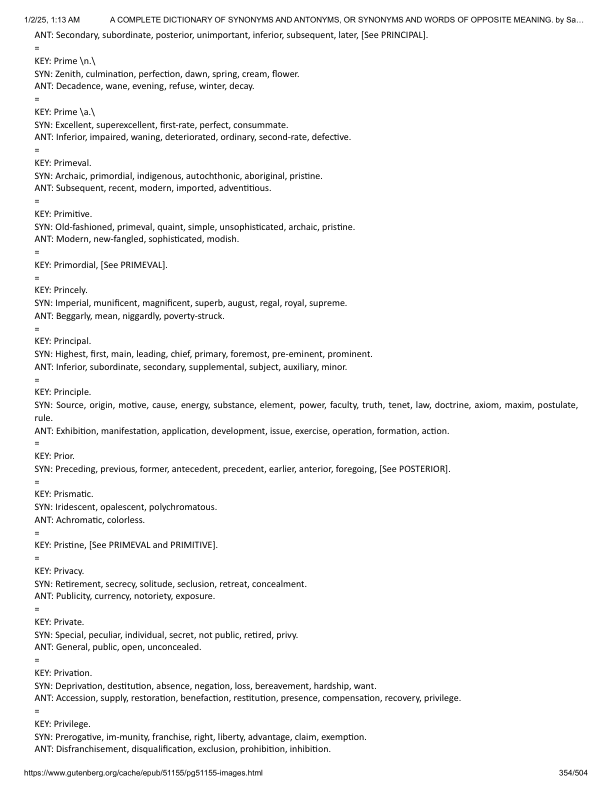 1/2/25, 1:13 AM A COMPLETE DICTIONARY OF SYNONYMS AND ANTONYMS, OR SYNONYMS AND WORDS OF OPPOSITE MEANING. by Sa…
ANT: Secondary, subordinate, posterior, unimportant, inferior, subsequent, later, [See PRINCIPAL].
=
KEY: Prime \n.\
SYN: Zenith, culmination, perfection, dawn, spring, cream, flower.
ANT: Decadence, wane, evening, refuse, winter, decay.
=
KEY: Prime \a.\
SYN: Excellent, superexcellent, first-rate, perfect, consummate.
ANT: Inferior, impaired, waning, deteriorated, ordinary, second-rate, defective.
=
KEY: Primeval.
SYN: Archaic, primordial, indigenous, autochthonic, aboriginal, pristine.
ANT: Subsequent, recent, modern, imported, adventitious.
=
KEY: Primitive.
SYN: Old-fashioned, primeval, quaint, simple, unsophisticated, archaic, pristine.
ANT: Modern, new-fangled, sophisticated, modish.
=
KEY: Primordial, [See PRIMEVAL].
=
KEY: Princely.
SYN: Imperial, munificent, magnificent, superb, august, regal, royal, supreme.
ANT: Beggarly, mean, niggardly, poverty-struck.
=
KEY: Principal.
SYN: Highest, first, main, leading, chief, primary, foremost, pre-eminent, prominent.
ANT: Inferior, subordinate, secondary, supplemental, subject, auxiliary, minor.
=
KEY: Principle.
SYN: Source, origin, motive, cause, energy, substance, element, power, faculty, truth, tenet, law, doctrine, axiom, maxim, postulate,
rule.
ANT: Exhibition, manifestation, application, development, issue, exercise, operation, formation, action.
=
KEY: Prior.
SYN: Preceding, previous, former, antecedent, precedent, earlier, anterior, foregoing, [See POSTERIOR].
=
KEY: Prismatic.
SYN: Iridescent, opalescent, polychromatous.
ANT: Achromatic, colorless.
=
KEY: Pristine, [See PRIMEVAL and PRIMITIVE].
=
KEY: Privacy.
SYN: Retirement, secrecy, solitude, seclusion, retreat, concealment.
ANT: Publicity, currency, notoriety, exposure.
=
KEY: Private.
SYN: Special, peculiar, individual, secret, not public, retired, privy.
ANT: General, public, open, unconcealed.
=
KEY: Privation.
SYN: Deprivation, destitution, absence, negation, loss, bereavement, hardship, want.
ANT: Accession, supply, restoration, benefaction, restitution, presence, compensation, recovery, privilege.
=
KEY: Privilege.
SYN: Prerogative, im-munity, franchise, right, liberty, advantage, claim, exemption.
ANT: Disfranchisement, disqualification, exclusion, prohibition, inhibition.
https://www.gutenberg.org/cache/epub/51155/pg51155-images.html 354/504